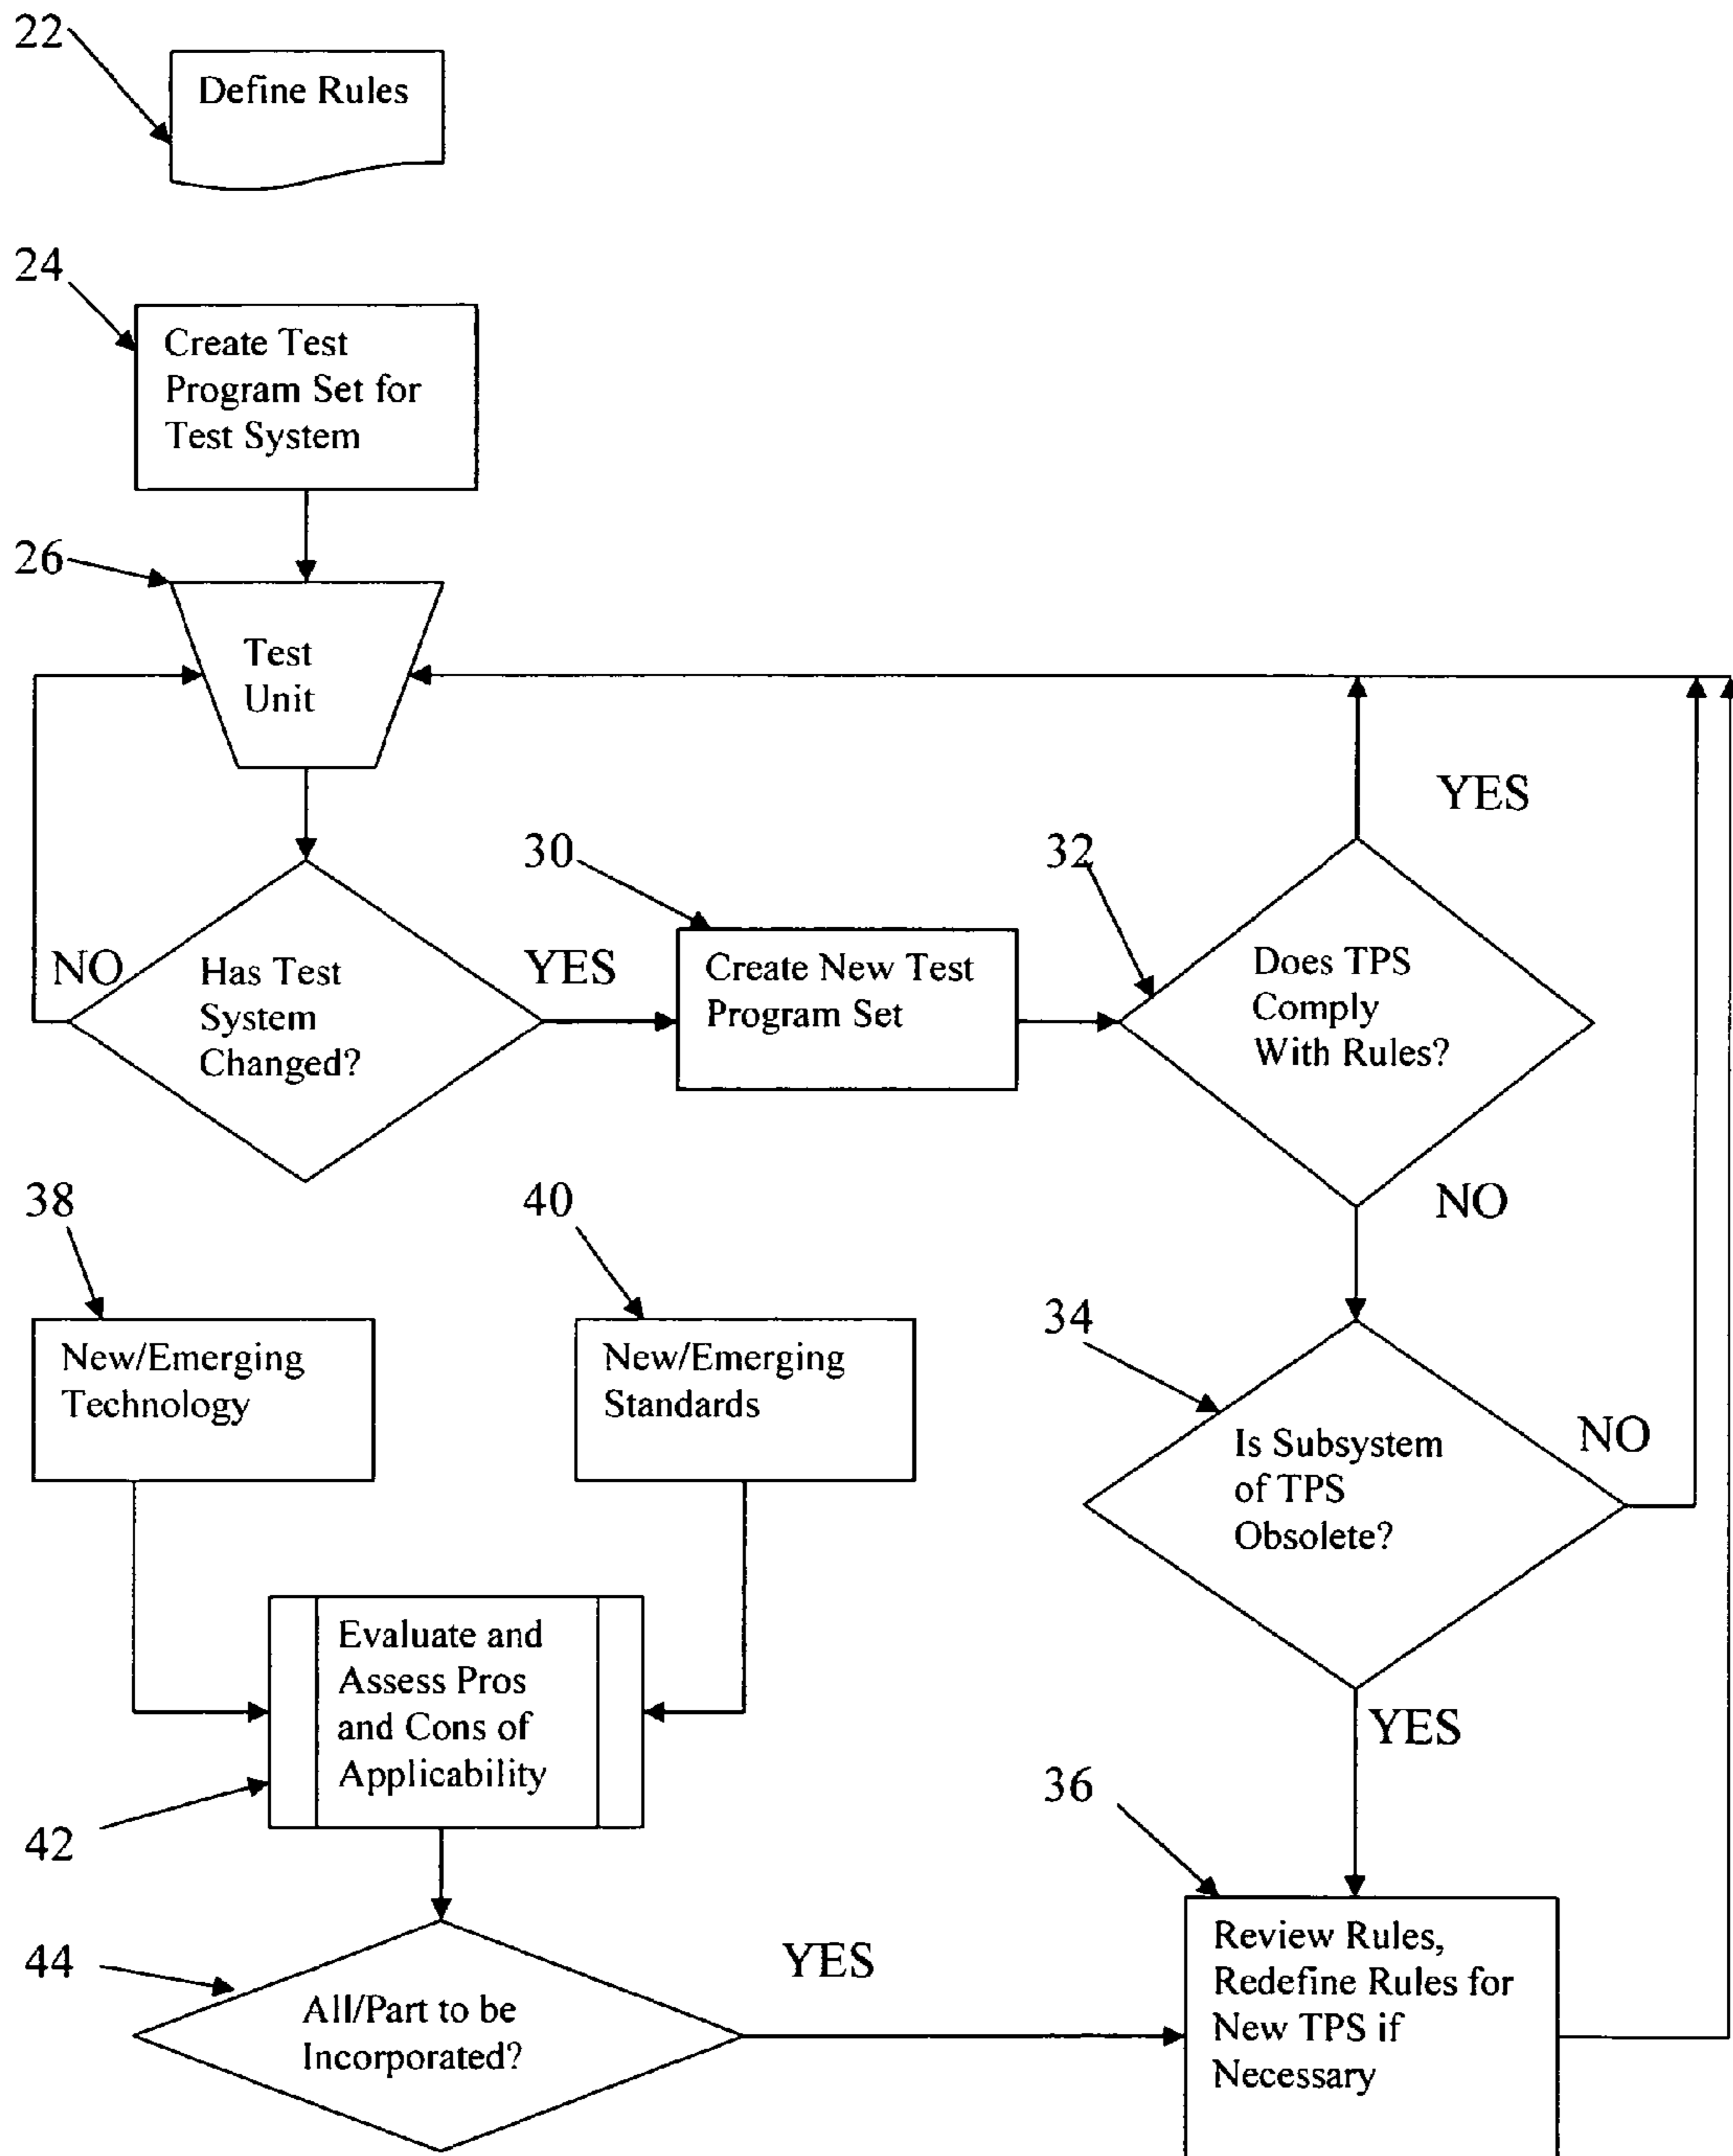 22
Define Rules
24
Create Test
Program Set for
Test System
26
Test
Unit
YES
30
32
NO
Has Test
System
Changed?
YES
Create New Test
Program Set
Does TPS
Comply
With Rules?
38
40
NO
New/Emerging
Technology
New/Emerging
Standards
34
Is Subsystem
of TPS
Obsolete?
NO
Evaluate and
Assess Pros
and Cons of
Applicability
YES
42
36
44
All/Part to be
Incorporated?
YES
Review Rules,
Redefine Rules for
New TPS if
Necessary